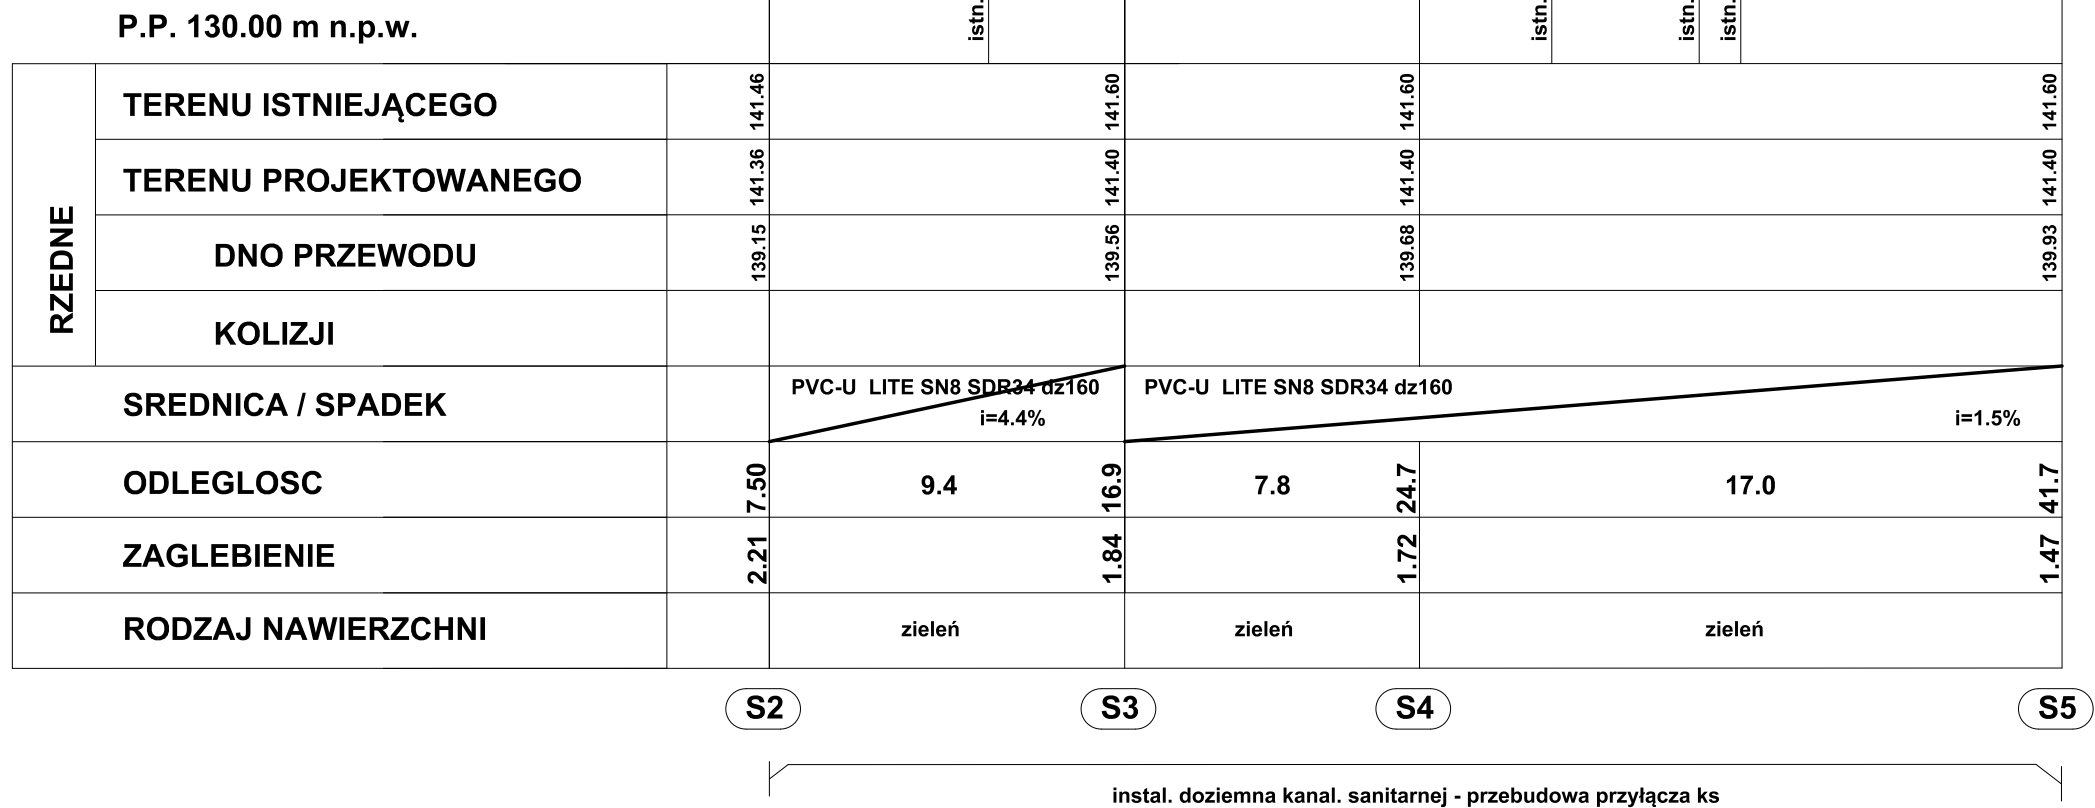 P.P. 130.00 m n.p.w.
istn.
istn.
istn.
istn.
RZEDNE
TERENU ISTNIEJĄCEGO
141.46
141.60
141.60
141.60
TERENU PROJEKTOWANEGO
141.36
141.40
141.40
141.40
DNO PRZEWODU
139.15
139.56
139.68
139.93
KOLIZJI
SREDNICA / SPADEK
PVC-U LITE SN8 SDR34 dz160
i=4.4%
PVC-U LITE SN8 SDR34 dz160
i=1.5%
ODLEGLOSC
7.50
9.4
16.9
7.8
24.7
17.0
41.7
ZAGLEBIENIE
2.21
1.84
1.72
1.47
RODZAJ NAWIERZCHNI
zieleń
zieleń
zieleń
S2
S3
S4
S5
instal. doziemna kanal. sanitarnej - przebudowa przyłącza ks